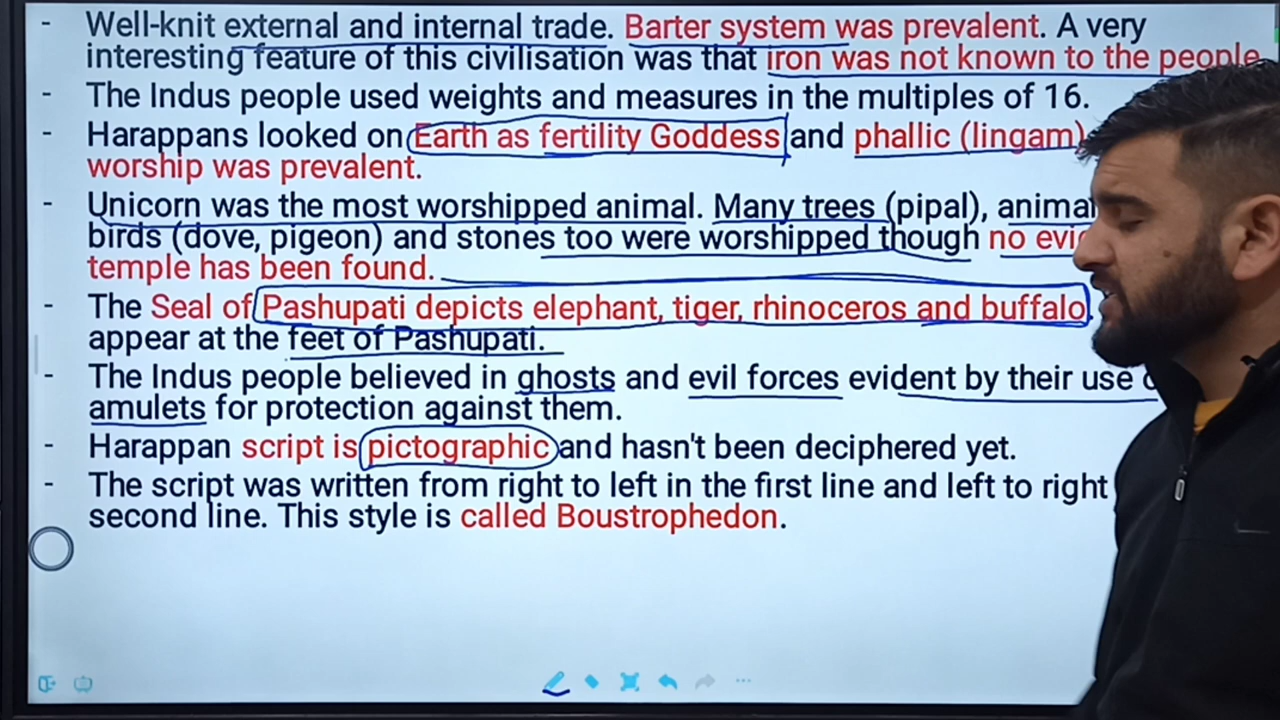 - Well-knit external and internal trade. Barter system was prevalent. A very
interesting feature of this civilisation was that iron was not known to the people
- The Indus people used weights and measures in the multiples of 16.
- Harappans looked on Earth as fertility Goddess and phallic (lingam)
worship was prevalent.
- Unicorn was the most worshipped animal. Many trees (pipal),
birds (dove, pigeon) and stones too were worshipped though no
temple has been found.
- The Seal of Pashupati depicts elephant, tiger, rhinoceros and buffalo
appear at the feet of Pashupati.
- The Indus people believed in ghosts and evil forces evident by their use
amulets for protection against them.
- Harappan script is pictographic and hasn't been deciphered yet.
- The script was written from right to left in the first line and left to right
second line. This style is called Boustrophedon.